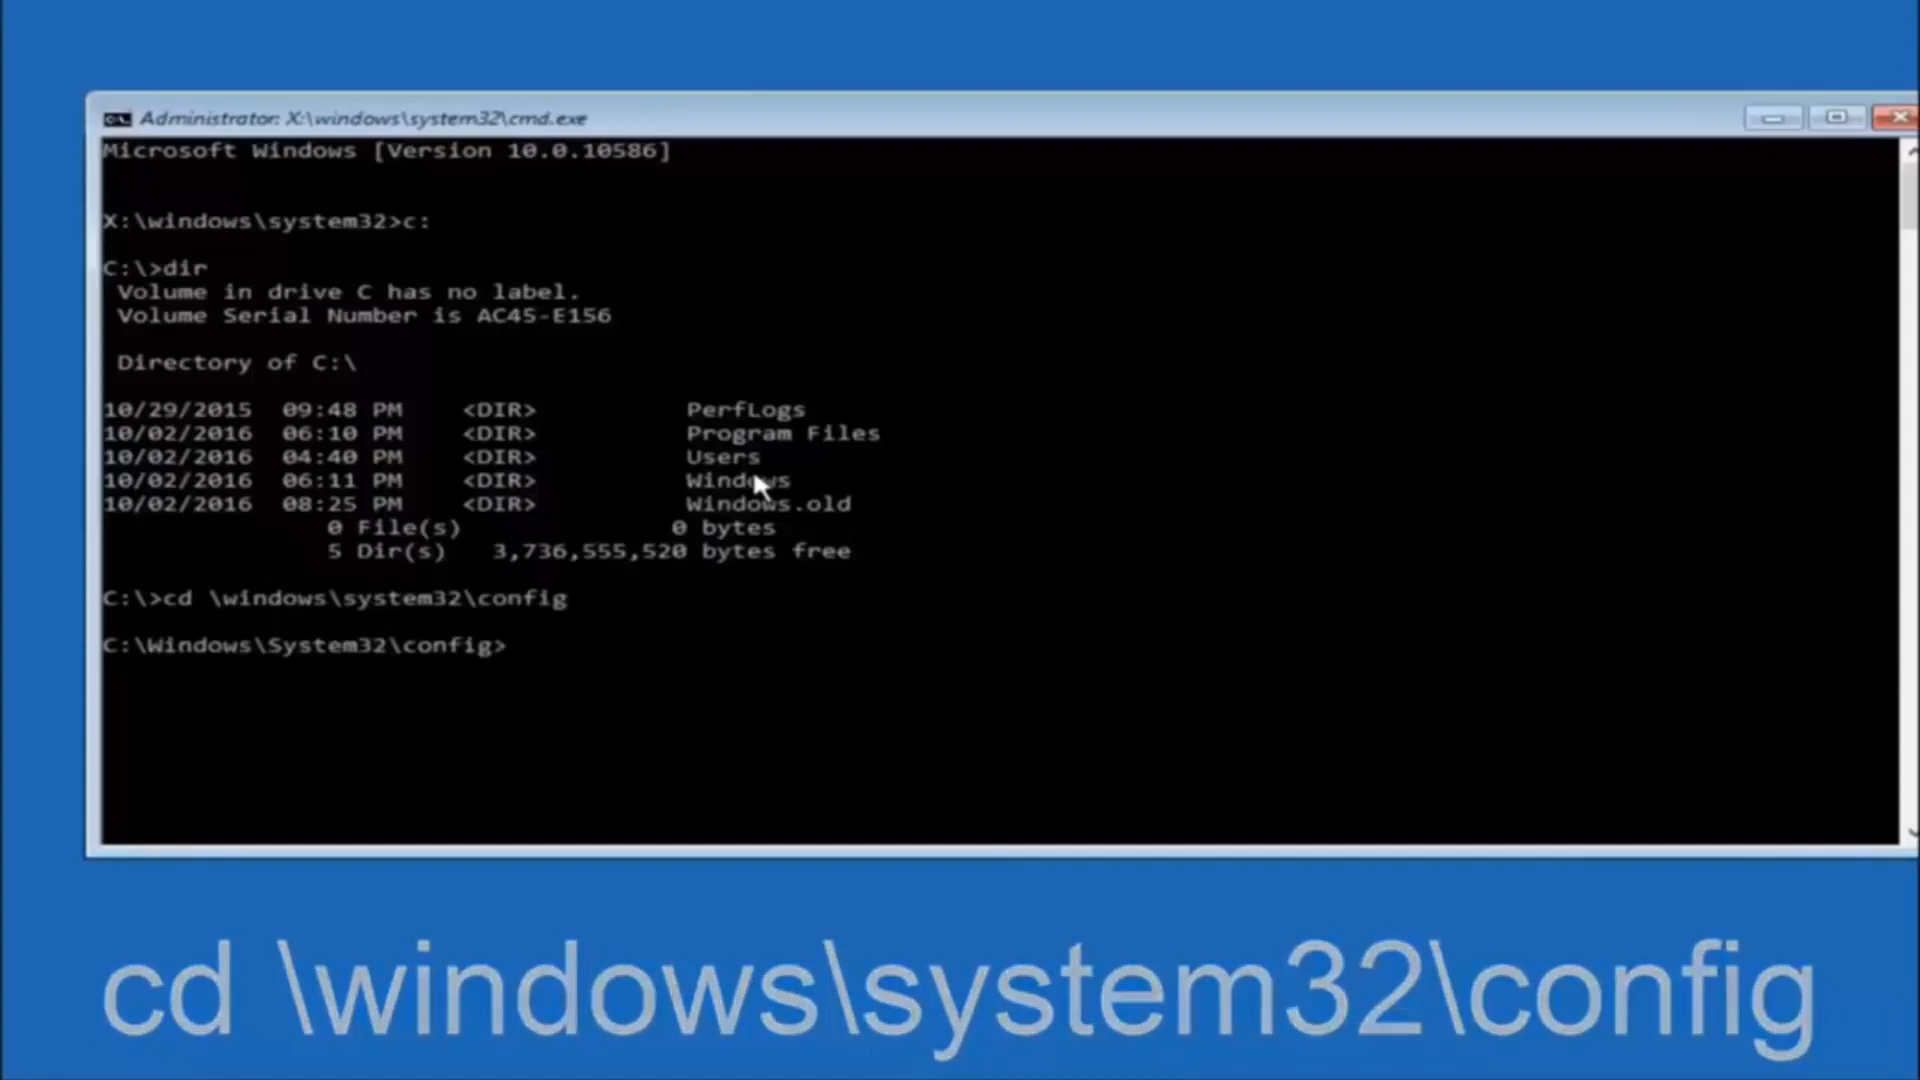 Administrator: X:\windows\system32\cmd.exe
Microsoft Windows [Version 10.0.10586]
X:\windows\system32>c:
C:\>dir
Volume in drive C has no label.
Volume Serial Number is AC45-E156
Directory of C:\
10/29/2015 09:48 PM <DIR> PerfLogs
10/02/2016 06:10 PM <DIR> Program Files
10/02/2016 04:40 PM <DIR> Users
10/02/2016 06:11 PM <DIR> Windows
10/02/2016 08:25 PM <DIR> Windows.old
0 File(s) 0 bytes
5 Dir(s) 3,736,555,520 bytes free
C:\>cd \windows\system32\config
C:\Windows\System32\config>
cd \windows\system32\config